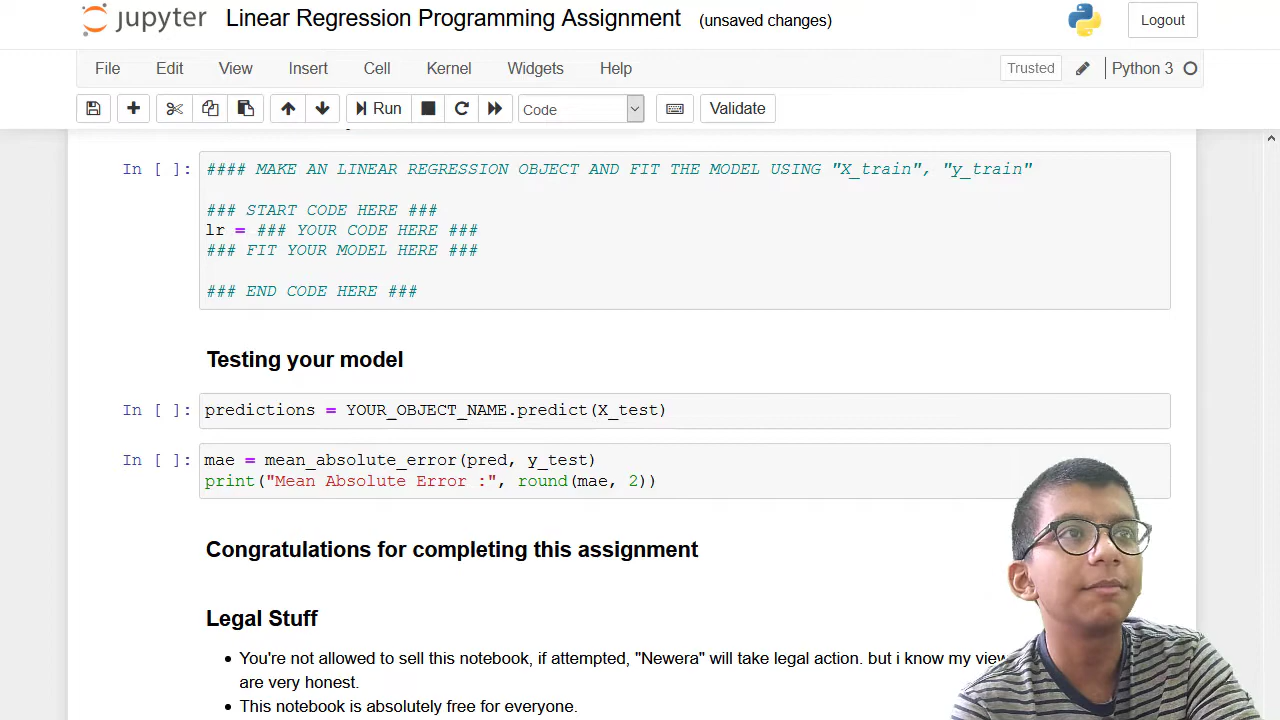 jupyter Linear Regression Programming Assignment (unsaved changes) Logout
File Edit View Insert Cell Kernel Widgets Help Trusted Python 3
Run Code Validate
In [ ]: #### MAKE AN LINEAR REGRESSION OBJECT AND FIT THE MODEL USING "X_train", "y_train"
### START CODE HERE ###
lr = ### YOUR CODE HERE ###
### FIT YOUR MODEL HERE ###
### END CODE HERE ###
Testing your model
In [ ]: predictions = YOUR_OBJECT_NAME.predict(X_test)
In [ ]: mae = mean_absolute_error(pred, y_test)
print("Mean Absolute Error :", round(mae, 2))
Congratulations for completing this assignment
Legal Stuff
• You're not allowed to sell this notebook, if attempted, "Newera" will take legal action. but i know my view
are very honest.
• This notebook is absolutely free for everyone.